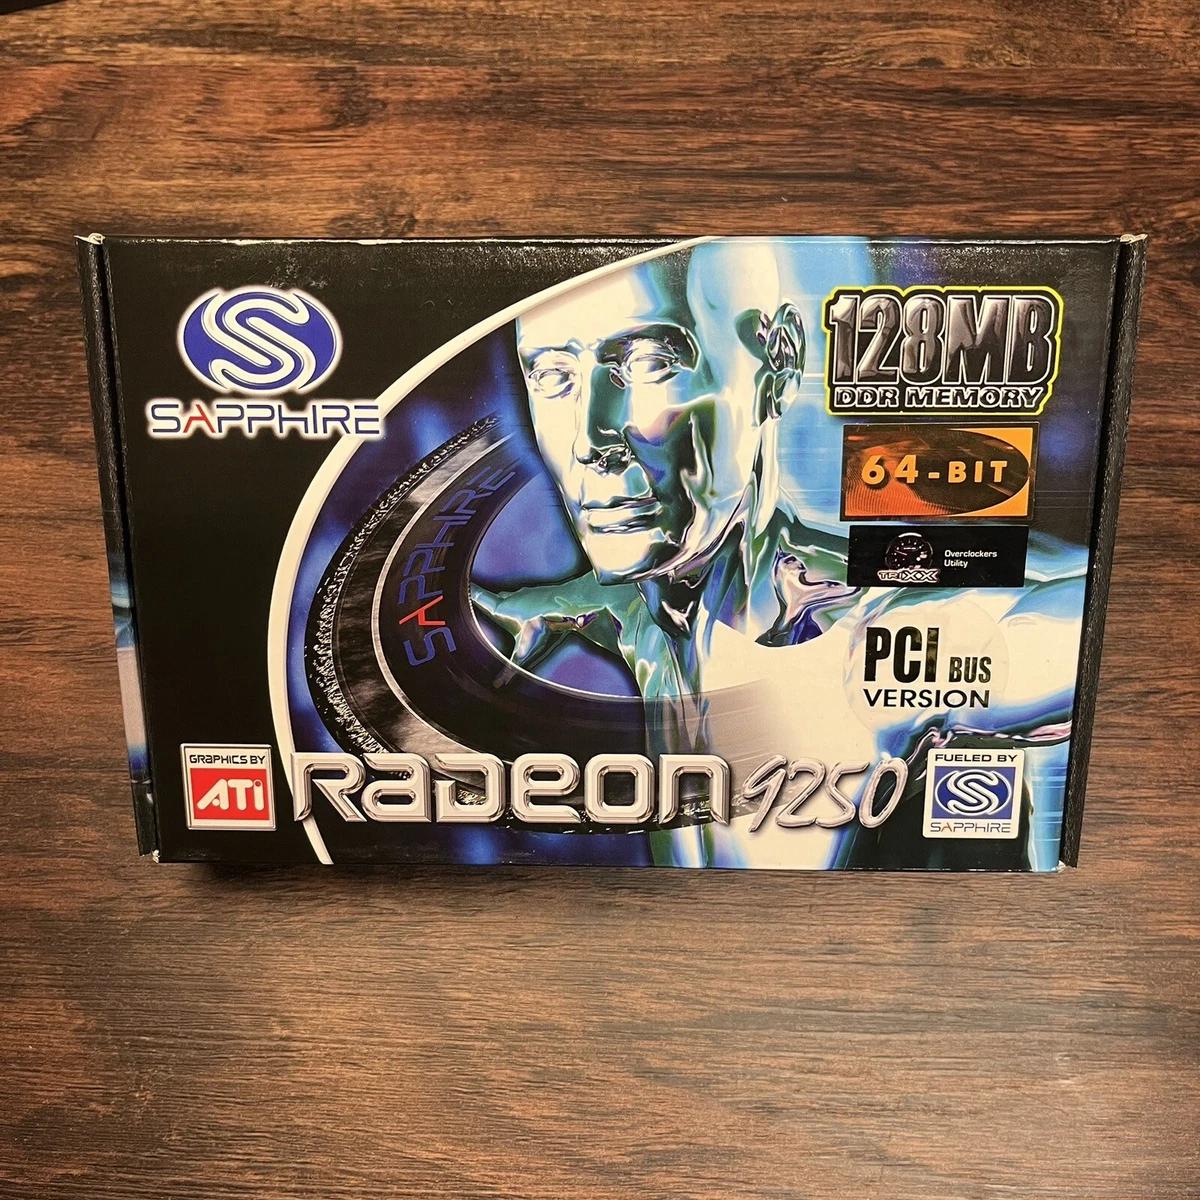 SAPPHIRE
128MB
DDR MEMORY
64-BIT
TRIXX
Overclockers
Utility
SAPPHIRE
PCI BUS
VERSION
GRAPHICS BY
ATI
RADEON 9250
FUELED BY
SAPPHIRE